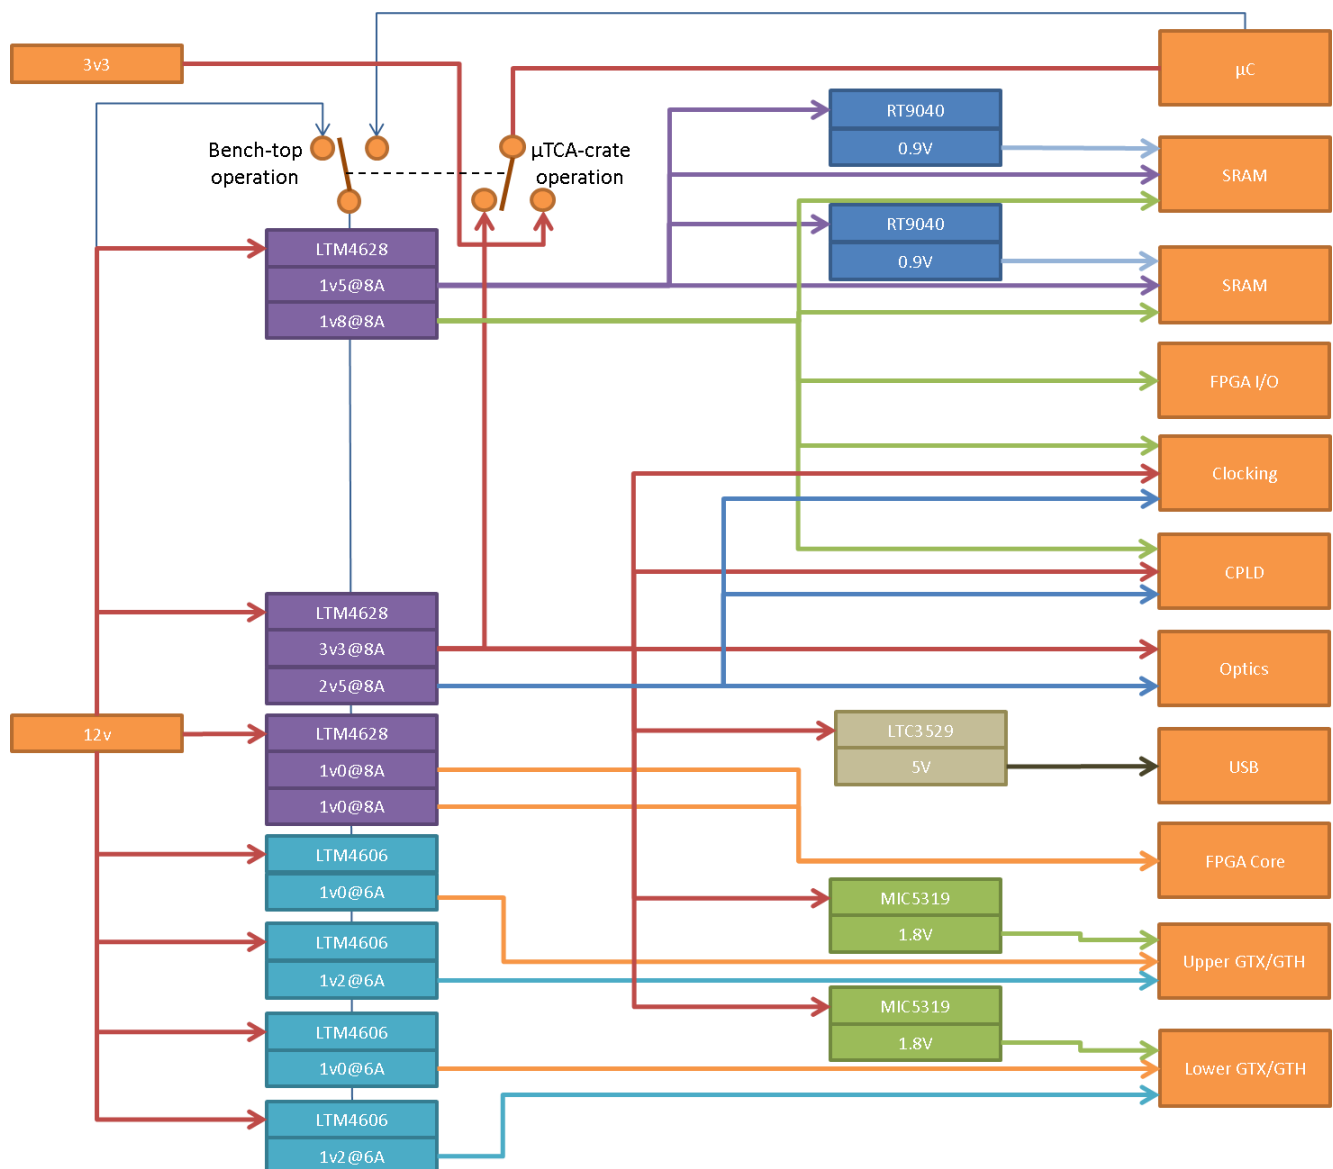 3v3
µC
Bench-top
operation
µTCA-crate
operation
RT9040
0.9V
SRAM
RT9040
0.9V
SRAM
LTM4628
1v5@8A
1v8@8A
FPGA I/O
Clocking
CPLD
LTM4628
3v3@8A
2v5@8A
Optics
12v
LTM4628
1v0@8A
1v0@8A
LTC3529
5V
USB
LTM4606
1v0@6A
FPGA Core
MIC5319
1.8V
LTM4606
1v2@6A
Upper GTX/GTH
MIC5319
1.8V
LTM4606
1v0@6A
Lower GTX/GTH
LTM4606
1v2@6A